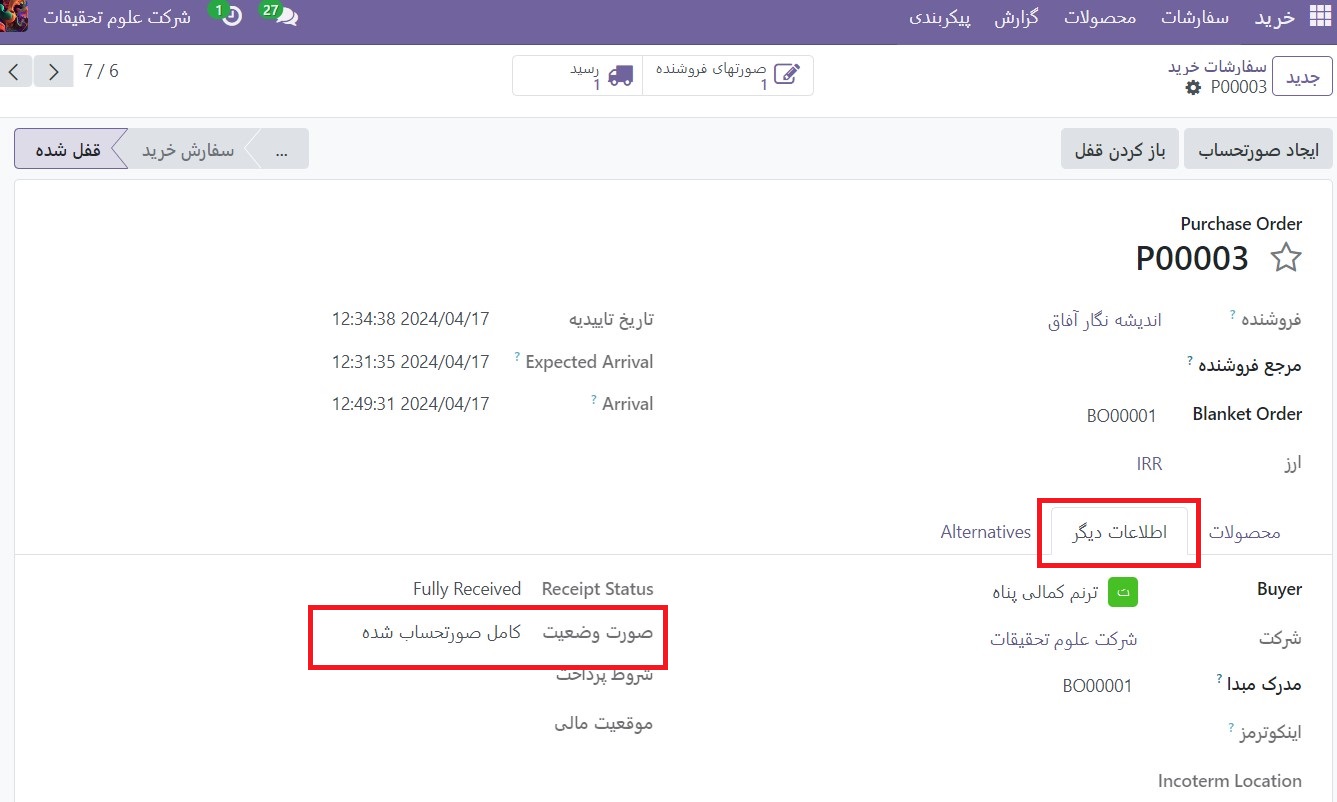 خرید سفارشات محصولات گزارش پیکربندی 27 1 شرکت علوم تحقیقات
جدید سفارشات خرید
P00003
صورتهای فروشنده
1
رسید
1
7 / 6
ایجاد صورتحساب باز کردن قفل ... سفارش خرید قفل شده
Purchase Order
P00003
فروشنده ? اندیشه نگار آفاق
مرجع فروشنده ?
Blanket Order BO00001
ارز IRR
تاریخ تاییدیه 2024/04/17 12:34:38
Expected Arrival ? 2024/04/17 12:31:35
Arrival ? 2024/04/17 12:49:31
محصولات اطلاعات دیگر Alternatives
Buyer ت ترنم کمالی پناه
شرکت شرکت علوم تحقیقات
مدرک مبدا ? BO00001
اینکوترمز ?
Incoterm Location
Receipt Status Fully Received
صورت وضعیت کامل صورتحساب شده
شروط پرداخت
موقعیت مالی